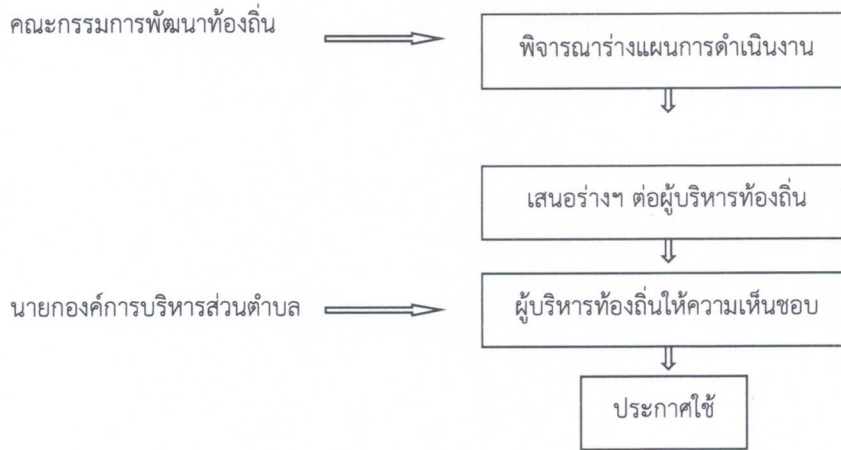 คณะกรรมการพัฒนาท้องถิ่น
พิจารณาร่างแผนการดำเนินงาน
เสนอร่างฯ ต่อผู้บริหารท้องถิ่น
นายกองค์การบริหารส่วนตำบล
ผู้บริหารท้องถิ่นให้ความเห็นชอบ
ประกาศใช้